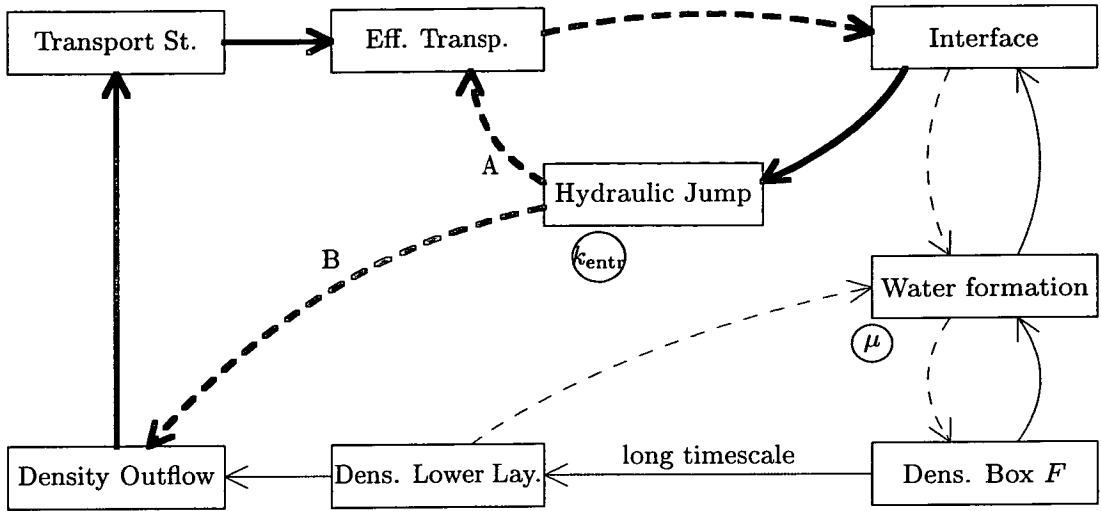 Transport St.
Eff. Transp.
Interface
A
Hydraulic Jump
k_entr
B
Water formation
μ
Density Outflow
Dens. Lower Lay.
long timescale
Dens. Box F